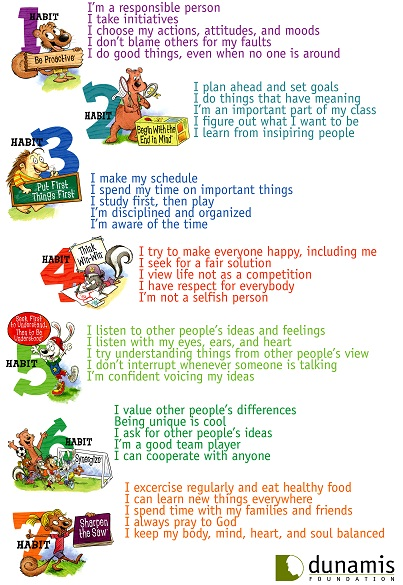 HABIT
1
Be Proactive
I'm a responsible person
I take initiatives
I choose my actions, attitudes, and moods
I don't blame others for my faults
I do good things, even when no one is around
HABIT
2
Begin With the
End in Mind
I plan ahead and set goals
I do things that have meaning
I'm an important part of my class
I figure out what I want to be
I learn from insipiring people
HABIT
3
Put First
Things First
I make my schedule
I spend my time on important things
I study first, then play
I'm disciplined and organized
I'm aware of the time
HABIT
4
Think
Win-Win
I try to make everyone happy, including me
I seek for a fair solution
I view life not as a competition
I have respect for everybody
I'm not a selfish person
Seek First
to Understand,
Then to Be
Understood
HABIT
5
I listen to other people's ideas and feelings
I listen with my eyes, ears, and heart
I try understanding things from other people's view
I don't interrupt whenever someone is talking
I'm confident voicing my ideas
6
HABIT
Synergize
I value other people's differences
Being unique is cool
I ask for other people's ideas
I'm a good team player
I can cooperate with anyone
7
HABIT
Sharpen
the Saw
I excercise regularly and eat healthy food
I can learn new things everywhere
I spend time with my families and friends
I always pray to God
I keep my body, mind, heart, and soul balanced
dunamis
FOUNDATION